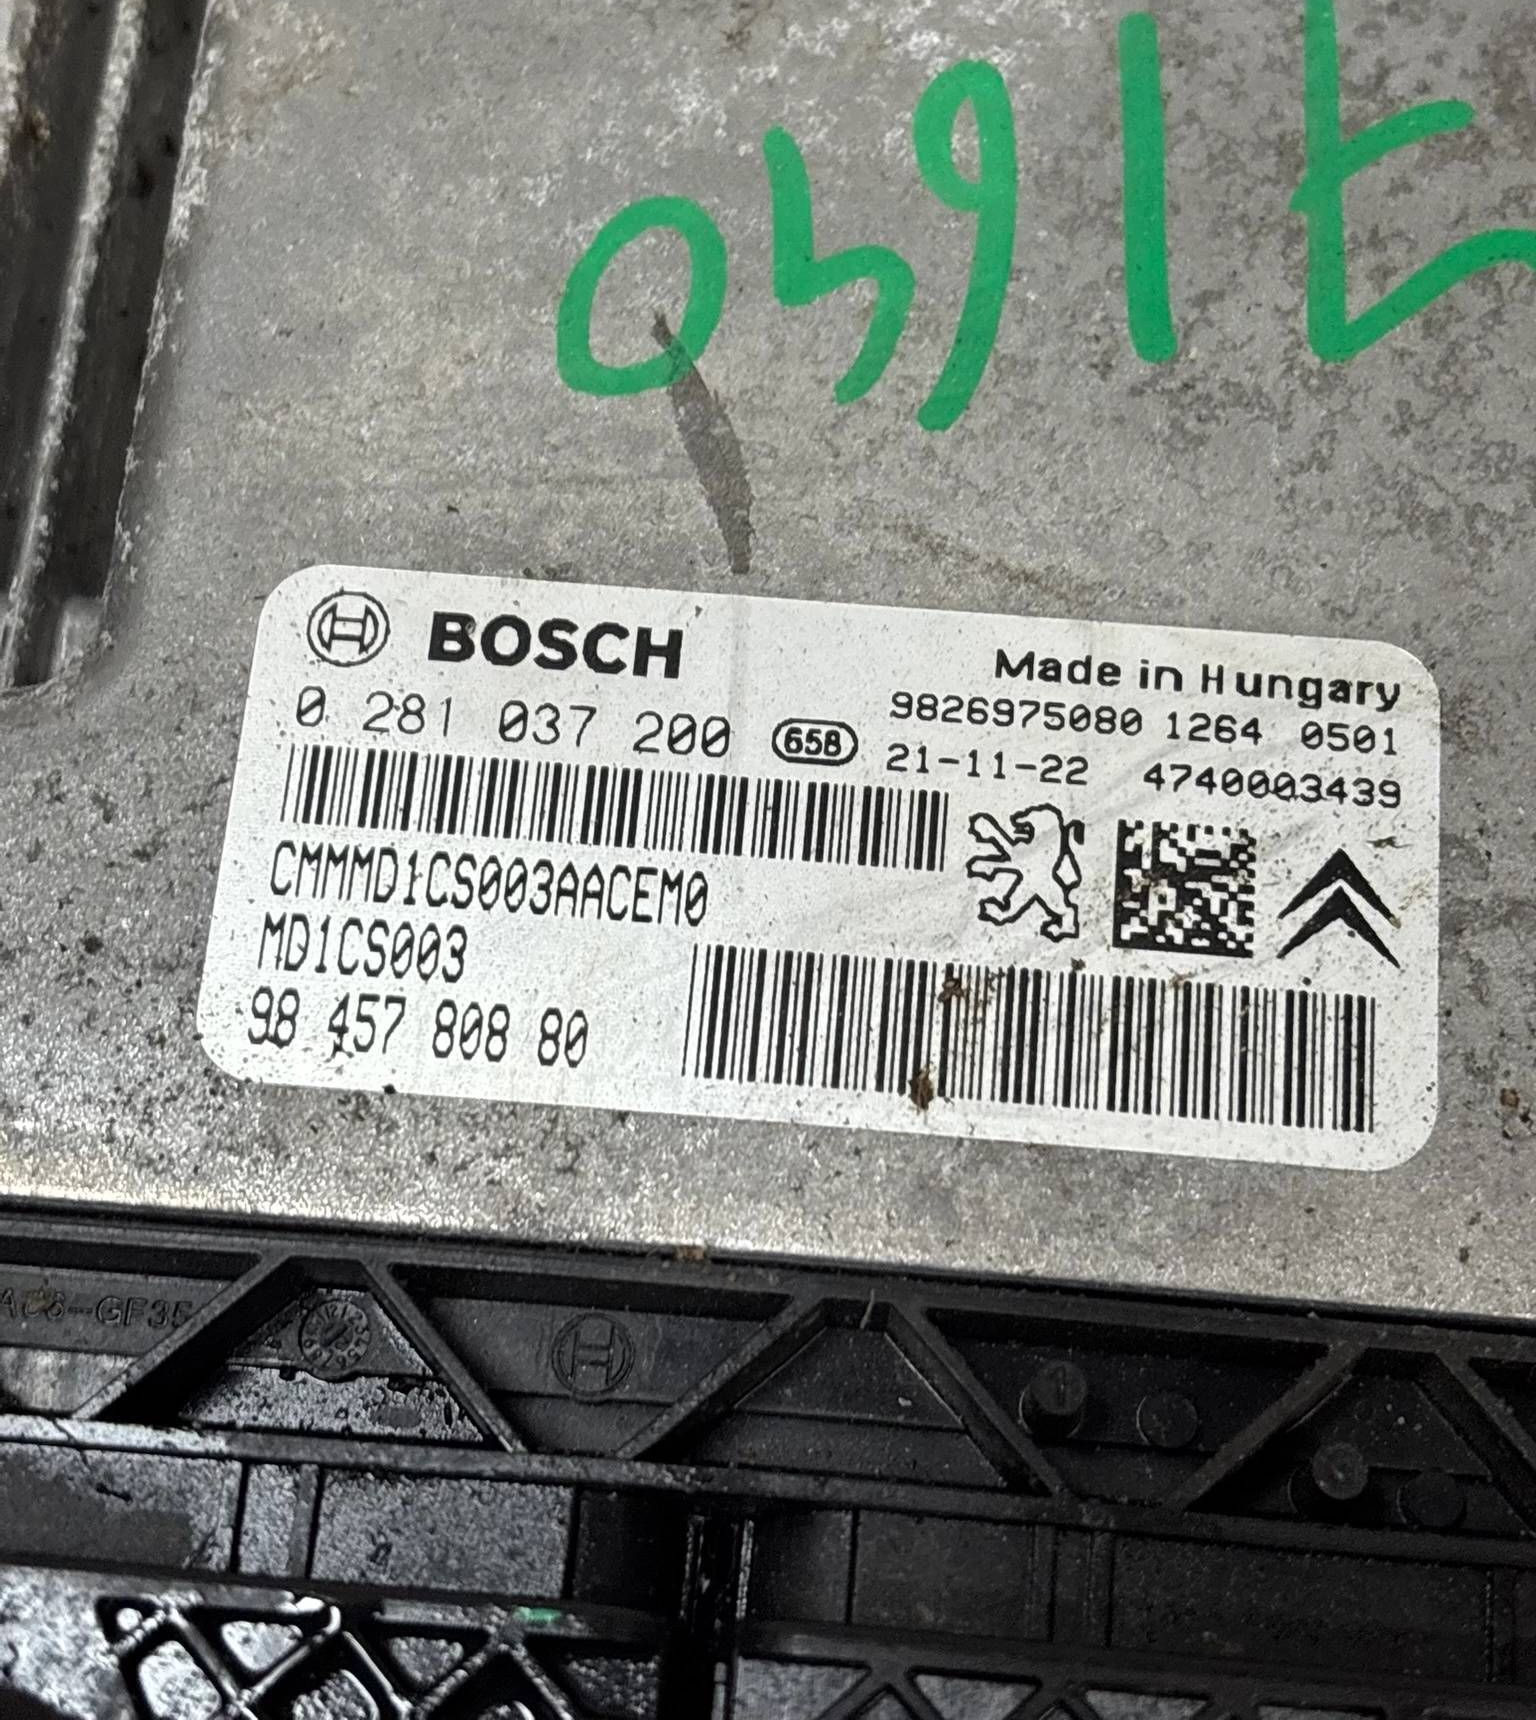 BOSCH
Made in Hungary
0 281 037 200
658
9826975080 1264 0501
21-11-22 4740003439
CMMMD1CS003AACEM0
MD1CS003
98 457 808 80